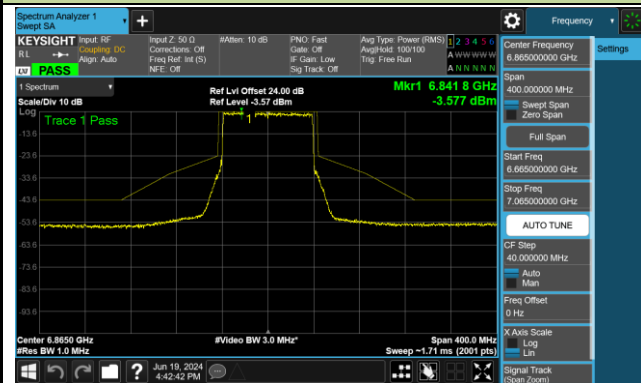 Spectrum Analyzer 1
Swept SA
+
Frequency
KEYSIGHT
RL
LXI
PASS
Input: RF
Coupling: DC
Align: Auto
Input Z: 50 Ω
Corrections: Off
Freq Ref: Int (S)
NFE: Off
#Atten: 10 dB
PNO: Fast
Gate: Off
IF Gain: Low
Sig Track: Off
Avg Type: Power (RMS)
Avg|Hold: 100/100
Trig: Free Run
1 2 3 4 5 6
A W W W W W
A N N N N N
1 Spectrum
Scale/Div 10 dB
Ref Lvl Offset 24.00 dB
Ref Level -3.57 dBm
Mkr1 6.841 8 GHz
-3.577 dBm
Log
Trace 1 Pass
1
-13.6
-23.6
-33.6
-43.6
-53.6
-63.6
-73.6
-83.6
-93.6
Center 6.8650 GHz
#Res BW 1.0 MHz
#Video BW 3.0 MHz*
Span 400.0 MHz
Sweep ~1.71 ms (2001 pts)
Jun 19, 2024
4:42:42 PM
?
Center Frequency
6.865000000 GHz
Settings
Span
400.000000 MHz
Swept Span
Zero Span
Full Span
Start Freq
6.665000000 GHz
Stop Freq
7.065000000 GHz
AUTO TUNE
CF Step
40.000000 MHz
Auto
Man
Freq Offset
0 Hz
X Axis Scale
Log
Lin
Signal Track
(Span Zoom)